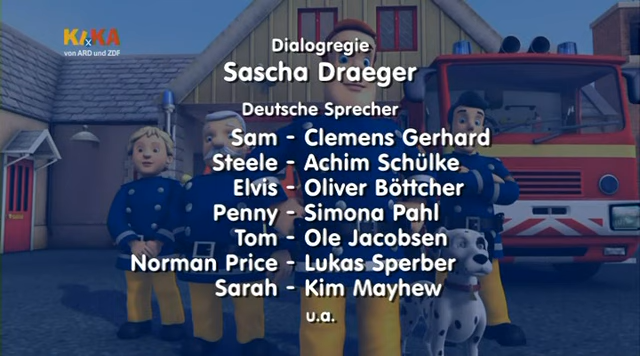 KiKA
von ARD und ZDF
Dialogregie
Sascha Draeger
Deutsche Sprecher
Sam - Clemens Gerhard
Steele - Achim Schülke
Elvis - Oliver Böttcher
Penny - Simona Pahl
Tom - Ole Jacobsen
Norman Price - Lukas Sperber
Sarah - Kim Mayhew
u.a.